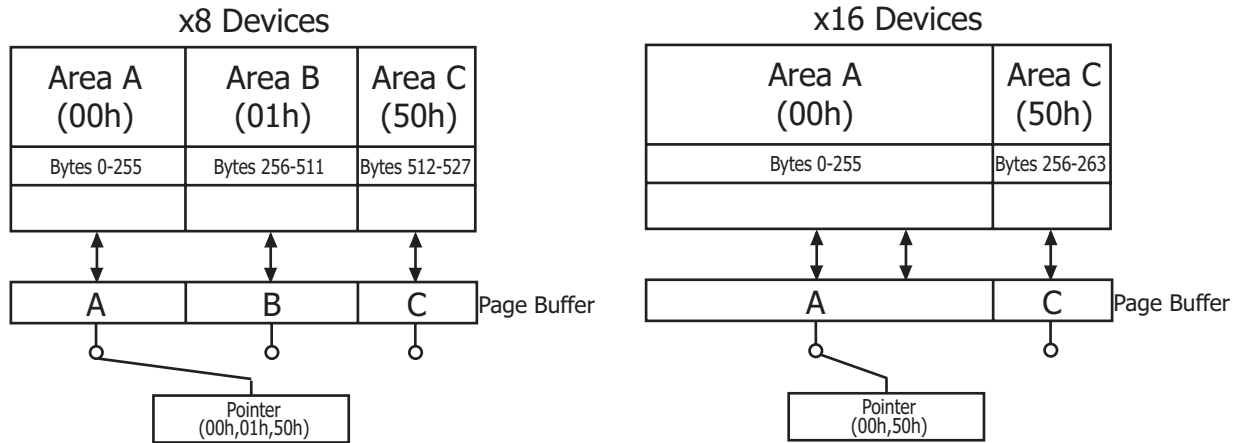 x8 Devices
Area A
(00h)
Area B
(01h)
Area C
(50h)
Bytes 0-255
Bytes 256-511
Bytes 512-527
A
B
C
Page Buffer
Pointer
(00h,01h,50h)
x16 Devices
Area A
(00h)
Area C
(50h)
Bytes 0-255
Bytes 256-263
A
C
Page Buffer
Pointer
(00h,50h)